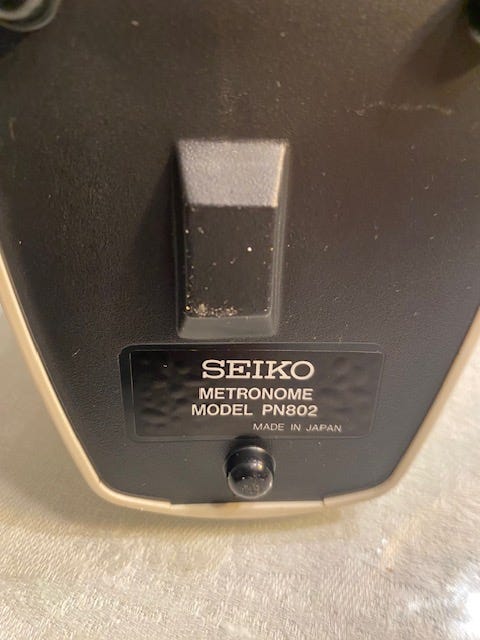 SEIKO
METRONOME
MODEL PN802
MADE IN JAPAN